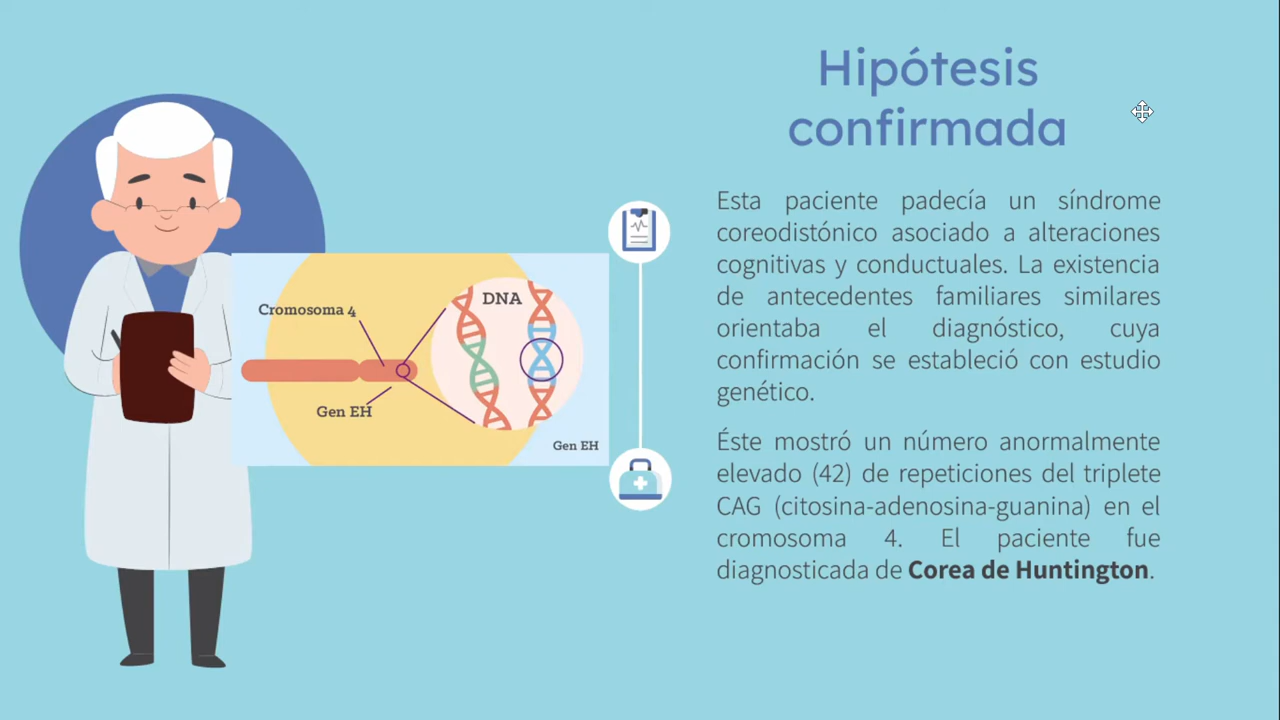 Hipótesis
confirmada
Esta paciente padecía un síndrome
coreodistónico asociado a alteraciones
cognitivas y conductuales. La existencia
de antecedentes familiares similares
orientaba el diagnóstico, cuya
confirmación se estableció con estudio
genético.
Éste mostró un número anormalmente
elevado (42) de repeticiones del triplete
CAG (citosina-adenosina-guanina) en el
cromosoma 4. El paciente fue
diagnosticada de Corea de Huntington.
Cromosoma 4
DNA
Gen EH
Gen EH